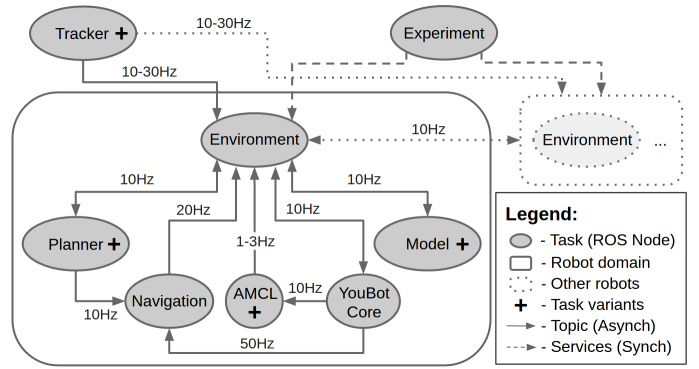 10-30Hz
Tracker +
Experiment
10-30Hz
Environment
10Hz
Environment
...
10Hz
10Hz
20Hz
10Hz
Planner +
1-3Hz
Model +
Navigation
AMCL
+
10Hz
YouBot
Core
10Hz
50Hz
Legend:
- Task (ROS Node)
- Robot domain
- Other robots
+ - Task variants
- Topic (Asynch)
- Services (Synch)